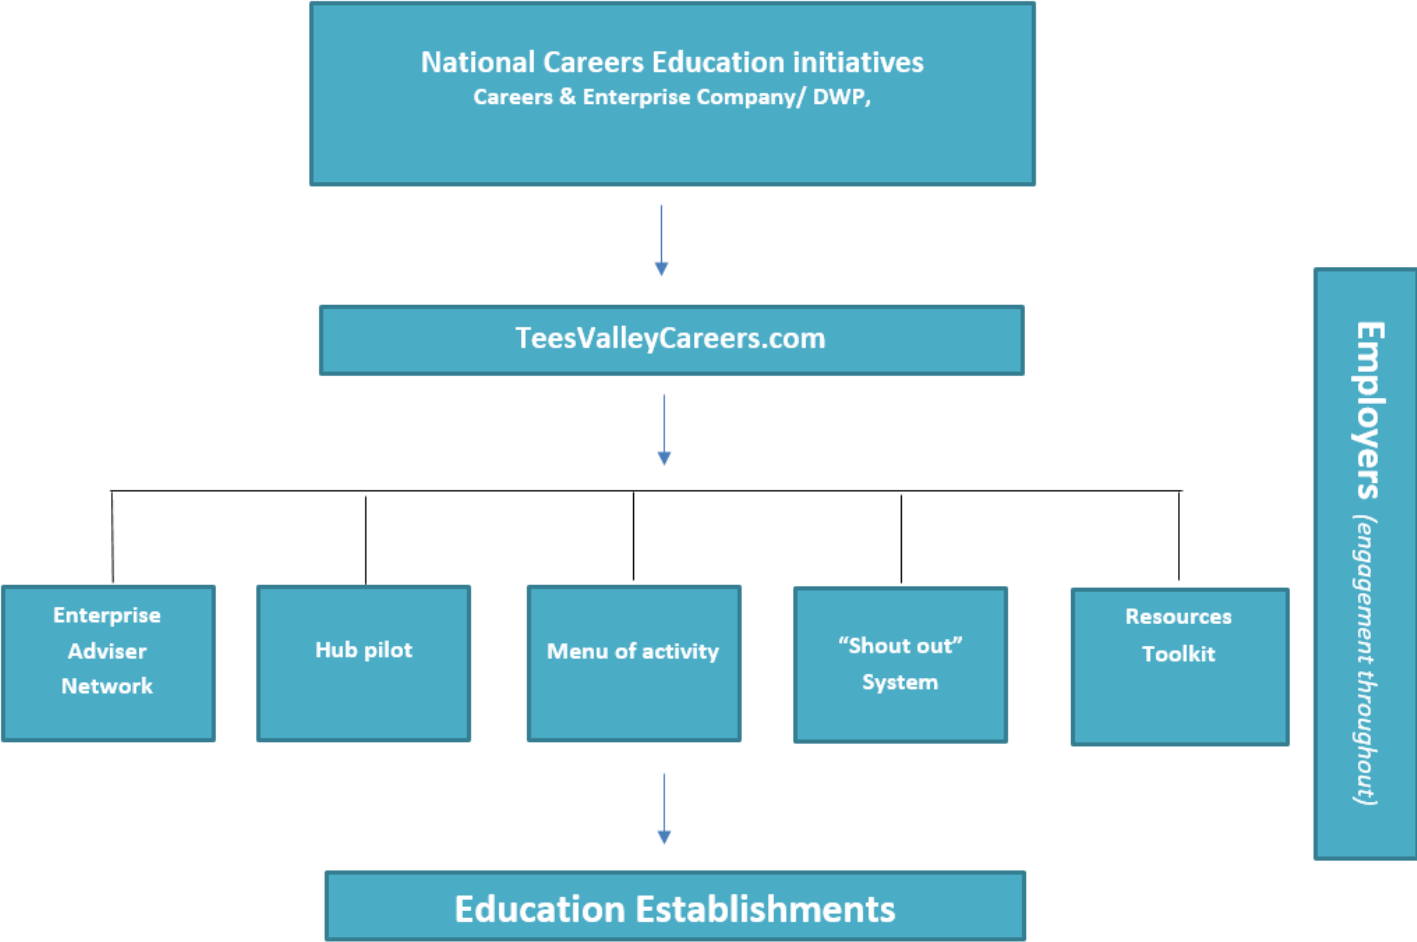 National Careers Education initiatives
Careers & Enterprise Company/ DWP,
TeesValleyCareers.com
Enterprise
Adviser
Network
Hub pilot
Menu of activity
“Shout out”
System
Resources
Toolkit
Employers (engagement throughout)
Education Establishments